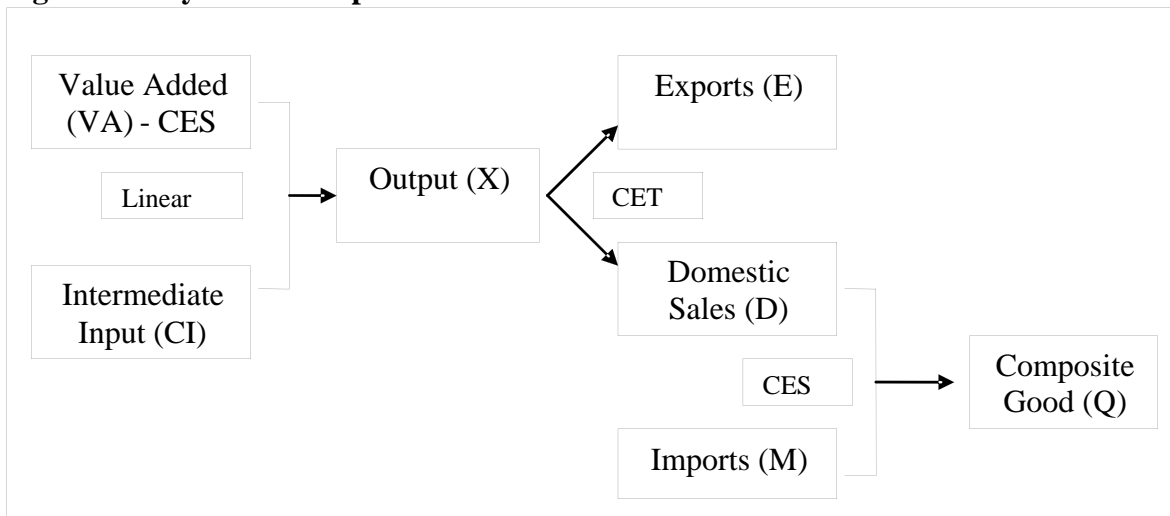 Value Added
(VA) - CES
Linear
Intermediate
Input (CI)
Output (X)
Exports (E)
CET
Domestic
Sales (D)
CES
Imports (M)
Composite
Good (Q)